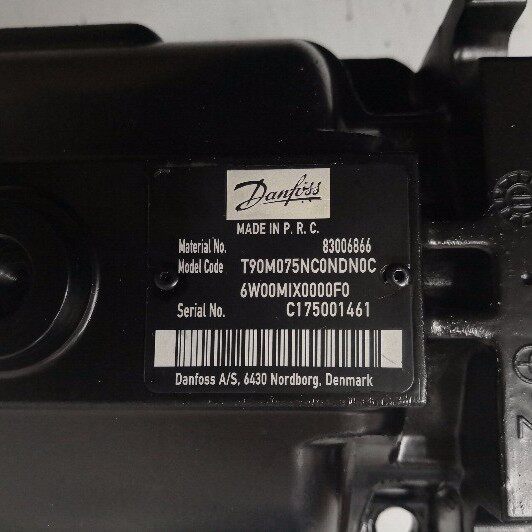 Danfoss
MADE IN P. R. C.
Material No. 83006866
Model Code T90M075NC0NDN0C
6W00MIX0000F0
Serial No. C175001461
Danfoss A/S, 6430 Nordborg, Denmark